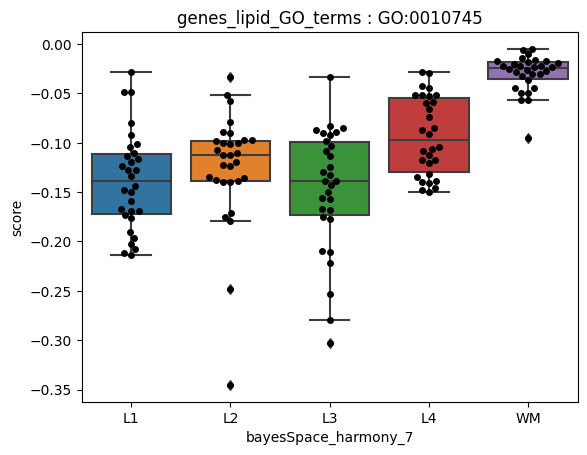 genes_lipid_GO_terms : GO:0010745
0.00
−0.05
−0.10
−0.15
−0.20
−0.25
−0.30
−0.35
score
L1 L2 L3 L4 WM
bayesSpace_harmony_7